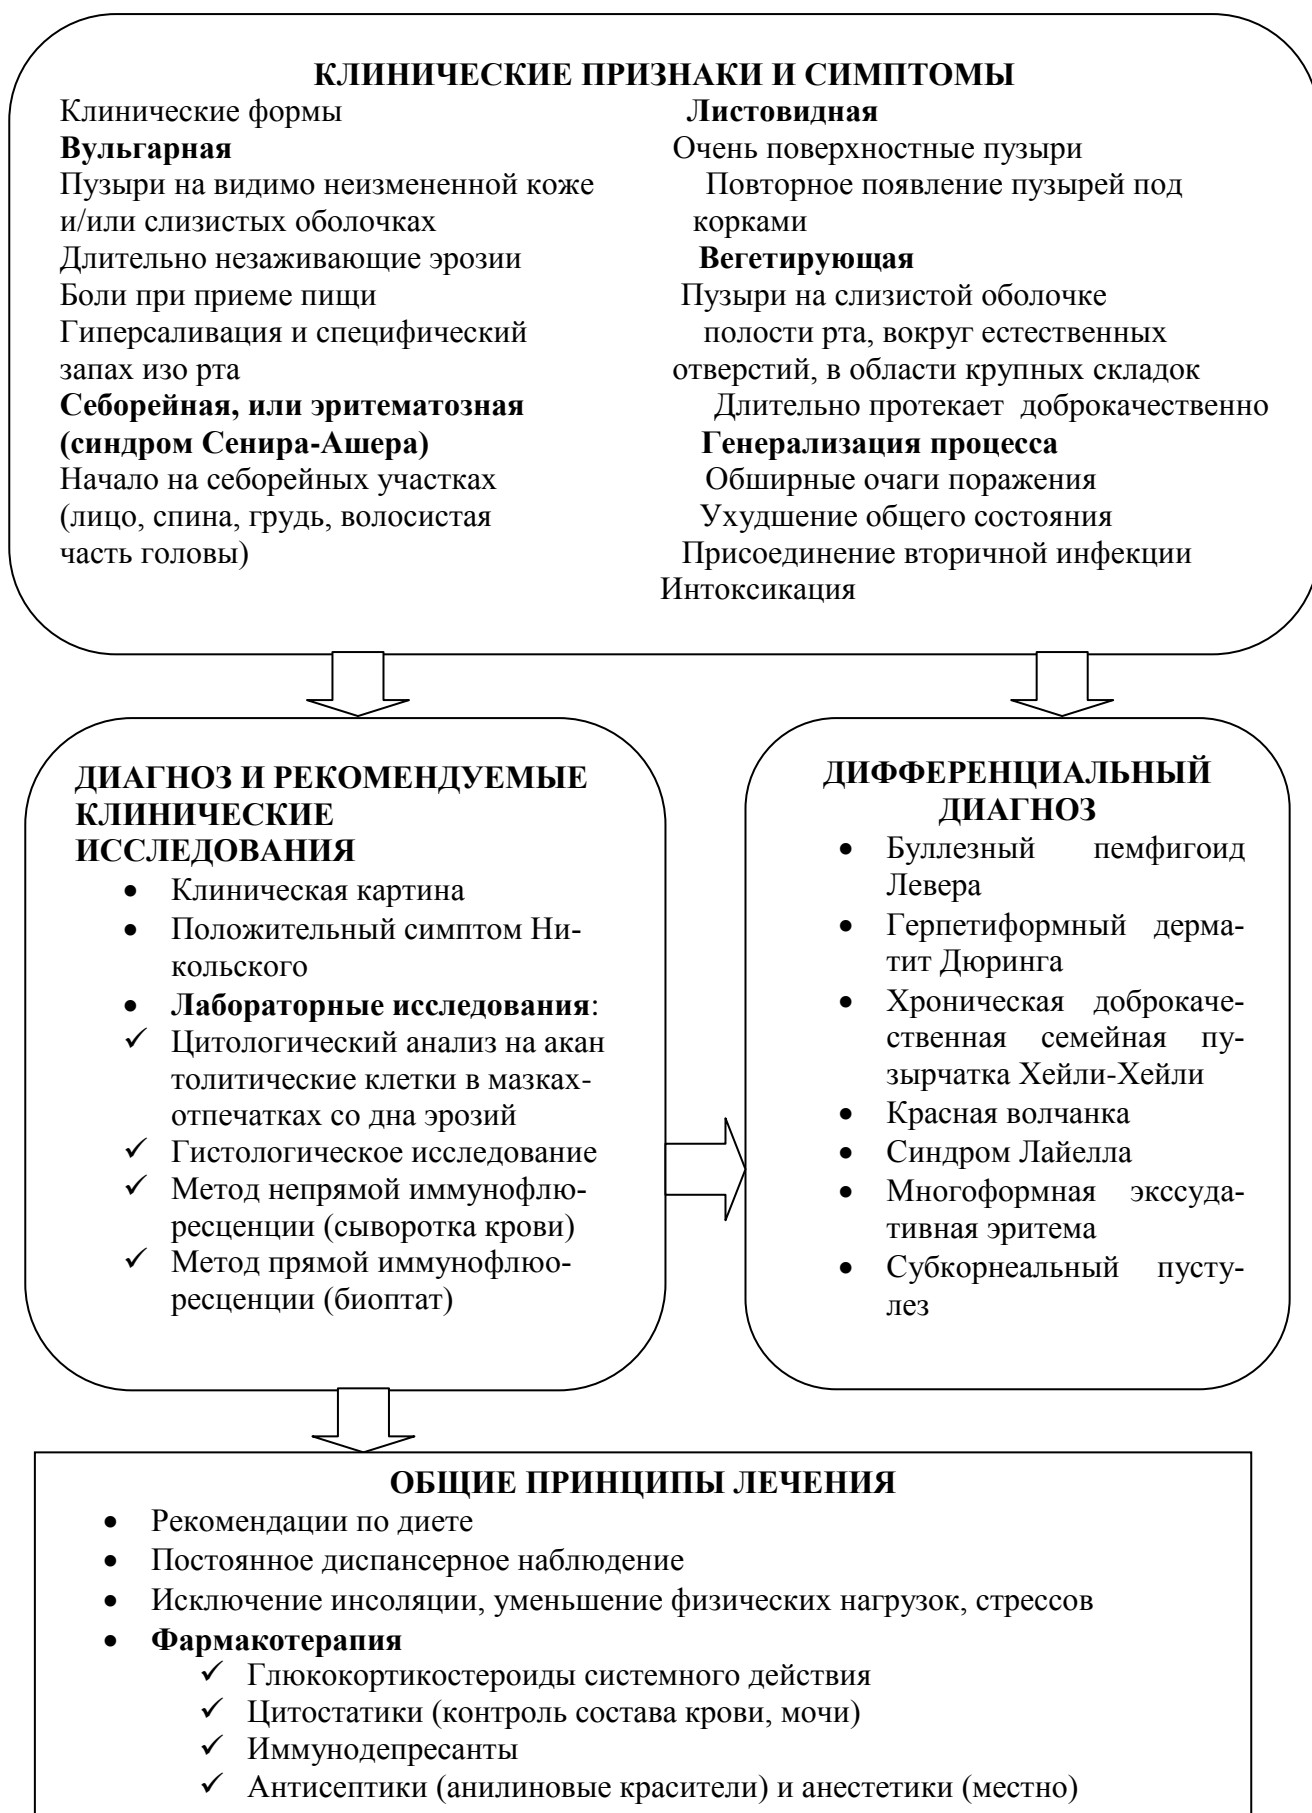 КЛИНИЧЕСКИЕ ПРИЗНАКИ И СИМПТОМЫ
Клинические формы
Вульгарная
Пузыри на видимо неизмененной коже
и/или слизистых оболочках
Длительно незаживающие эрозии
Боли при приеме пищи
Гиперсаливация и специфический
запах изо рта
Себорейная, или эритематозная
(синдром Сенира-Ашера)
Начало на себорейных участках
(лицо, спина, грудь, волосистая
часть головы)
Листовидная
Очень поверхностные пузыри
Повторное появление пузырей под
корками
Вегетирующая
Пузыри на слизистой оболочке
полости рта, вокруг естественных
отверстий, в области крупных складок
Длительно протекает доброкачественно
Генерализация процесса
Обширные очаги поражения
Ухудшение общего состояния
Присоединение вторичной инфекции
Интоксикация
ДИАГНОЗ И РЕКОМЕНДУЕМЫЕ
КЛИНИЧЕСКИЕ
ИССЛЕДОВАНИЯ
• Клиническая картина
• Положительный симптом Ни-
кольского
• Лабораторные исследования:
✓ Цитологический анализ на акан
толитические клетки в мазках-
отпечатках со дна эрозий
✓ Гистологическое исследование
✓ Метод непрямой иммунофлю-
ресценции (сыворотка крови)
✓ Метод прямой иммунофлюо-
ресценции (биоптат)
ДИФФЕРЕНЦИАЛЬНЫЙ
ДИАГНОЗ
• Буллезный пемфигоид
Левера
• Герпетиформный дерма-
тит Дюринга
• Хроническая доброкаче-
ственная семейная пу-
зырчатка Хейли-Хейли
• Красная волчанка
• Синдром Лайелла
• Многоформная экссуда-
тивная эритема
• Субкорнеальный пусту-
лез
ОБЩИЕ ПРИНЦИПЫ ЛЕЧЕНИЯ
• Рекомендации по диете
• Постоянное диспансерное наблюдение
• Исключение инсоляции, уменьшение физических нагрузок, стрессов
• Фармакотерапия
✓ Глюкокортикостероиды системного действия
✓ Цитостатики (контроль состава крови, мочи)
✓ Иммунодепресанты
✓ Антисептики (анилиновые красители) и анестетики (местно)